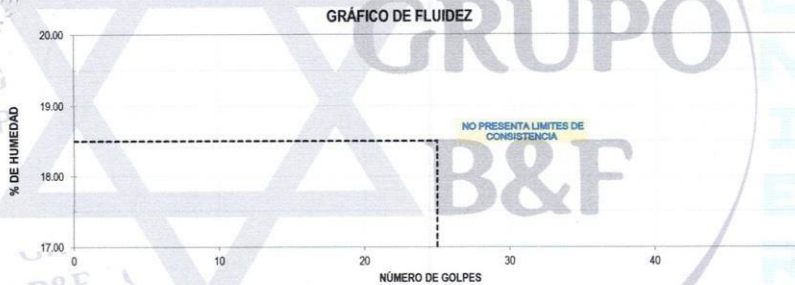 GRÁFICO DE FLUIDEZ
GRUPO
B&F
20.00
19.00
18.00
17.00
% DE HUMEDAD
NO PRESENTA LIMITES DE
CONSISTENCIA
0 10 20 30 40
NÚMERO DE GOLPES
B&F